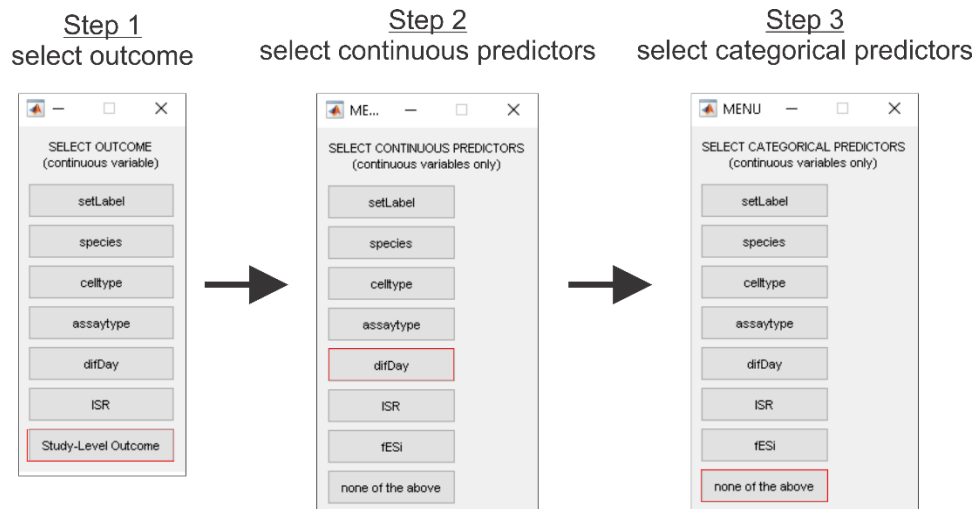 Step 1
select outcome
Step 2
select continuous predictors
Step 3
select categorical predictors
SELECT OUTCOME
(continuous variable)
setLabel
species
celltype
assaytype
difDay
ISR
Study-Level Outcome
ME...
SELECT CONTINUOUS PREDICTORS
(continuous variables only)
setLabel
species
celltype
assaytype
difDay
ISR
fESi
none of the above
MENU
SELECT CATEGORICAL PREDICTORS
(continuous variables only)
setLabel
species
celltype
assaytype
difDay
ISR
fESi
none of the above